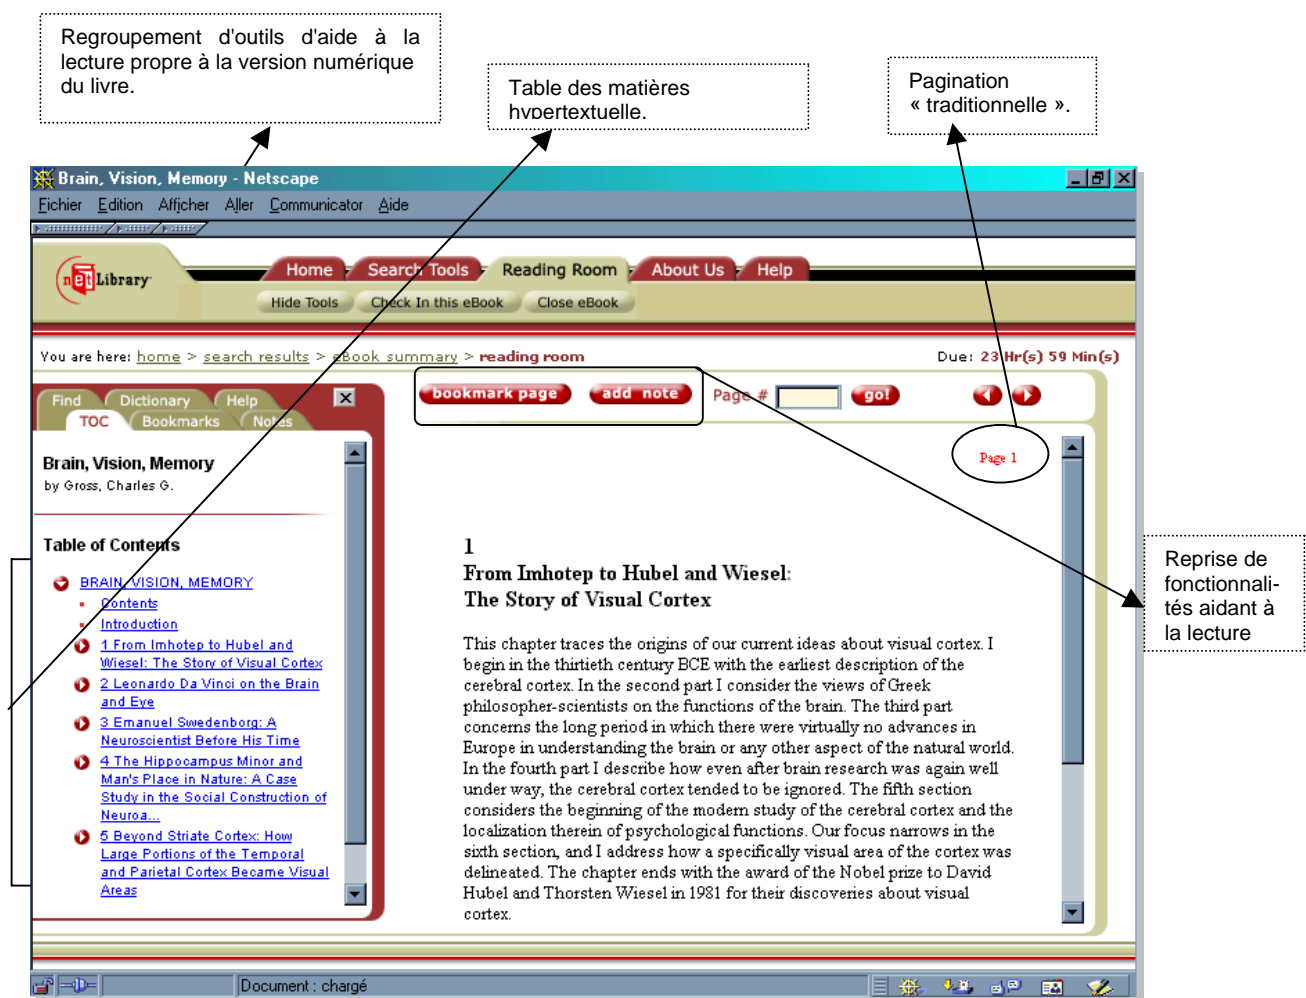 Regroupement d'outils d'aide à la
lecture propre à la version numérique
du livre.
Table des matières
hypertextuelle.
Pagination
« traditionnelle ».
Brain, Vision, Memory - Netscape
Fichier Edition Afficher Aller Communicator Aide
netLibrary
Home Search Tools Reading Room About Us Help
Hide Tools Check In this eBook Close eBook
You are here: home > search results > eBook summary > reading room
Due: 23 Hr(s) 59 Min(s)
Find Dictionary Help
TOC Bookmarks Notes
bookmark page add note Page # go!
Page 1
Brain, Vision, Memory
by Gross, Charles G.
Table of Contents
BRAIN, VISION, MEMORY
Contents
Introduction
1 From Imhotep to Hubel and
Wiesel: The Story of Visual Cortex
2 Leonardo Da Vinci on the Brain
and Eye
3 Emanuel Swedenborg: A
Neuroscientist Before His Time
4 The Hippocampus Minor and
Man's Place in Nature: A Case
Study in the Social Construction of
Neuroa...
5 Beyond Striate Cortex: How
Large Portions of the Temporal
and Parietal Cortex Became Visual
Areas
1
From Imhotep to Hubel and Wiesel:
The Story of Visual Cortex
This chapter traces the origins of our current ideas about visual cortex. I
begin in the thirtieth century BCE with the earliest description of the
cerebral cortex. In the second part I consider the views of Greek
philosopher-scientists on the functions of the brain. The third part
concerns the long period in which there were virtually no advances in
Europe in understanding the brain or any other aspect of the natural world.
In the fourth part I describe how even after brain research was again well
under way, the cerebral cortex tended to be ignored. The fifth section
considers the beginning of the modern study of the cerebral cortex and the
localization therein of psychological functions. Our focus narrows in the
sixth section, and I address how a specifically visual area of the cortex was
delineated. The chapter ends with the award of the Nobel prize to David
Hubel and Thorsten Wiesel in 1981 for their discoveries about visual
cortex.
Reprise de
fonctionnali-
tés aidant à
la lecture
Document : chargé